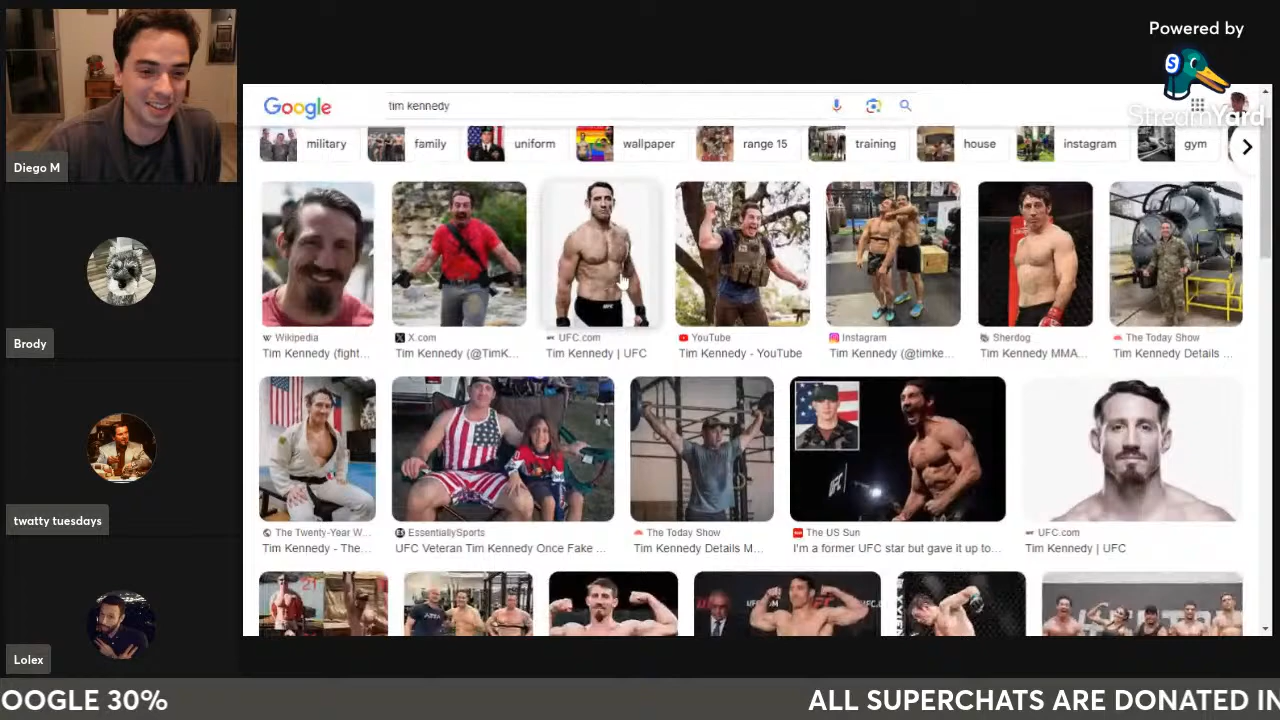 Powered by
StreamYard
Diego M
Brody
twatty tuesdays
Lolex
Google
tim kennedy
military
family
uniform
wallpaper
range 15
training
house
instagram
gym
Wikipedia
Tim Kennedy (fight...
X.com
Tim Kennedy (@TimK...
UFC.com
Tim Kennedy | UFC
YouTube
Tim Kennedy - YouTube
Instagram
Tim Kennedy (@timke...
Sherdog
Tim Kennedy MMA...
The Today Show
Tim Kennedy Details ...
The Twenty-Year W...
Tim Kennedy - The...
EssentiallySports
UFC Veteran Tim Kennedy Once Fake ...
The Today Show
Tim Kennedy Details M...
The US Sun
I'm a former UFC star but gave it up to...
UFC.com
Tim Kennedy | UFC
OOGLE 30%
ALL SUPERCHATS ARE DONATED IN